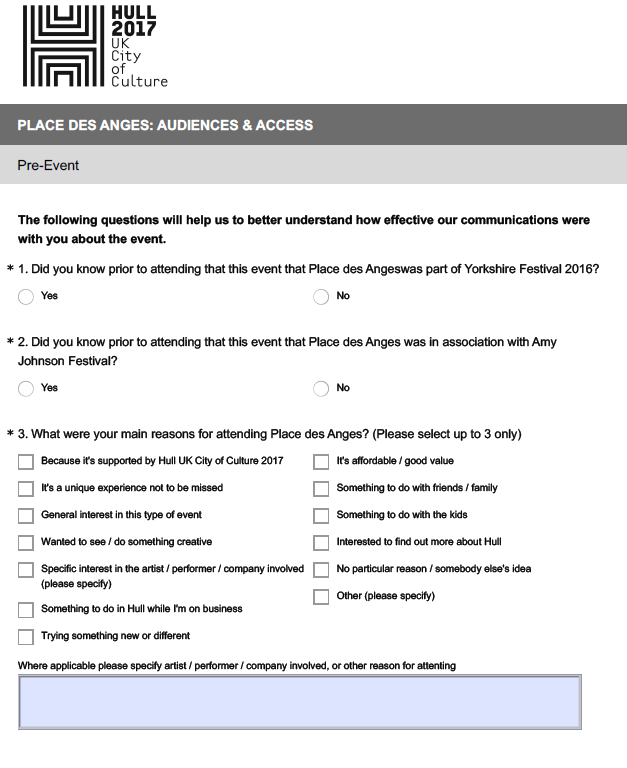 HULL
2017
UK
City
of
Culture
PLACE DES ANGES: AUDIENCES & ACCESS
Pre-Event
The following questions will help us to better understand how effective our communications were
with you about the event.
* 1. Did you know prior to attending that this event that Place des Angeswas part of Yorkshire Festival 2016?
Yes
No
* 2. Did you know prior to attending that this event that Place des Anges was in association with Amy
Johnson Festival?
Yes
No
* 3. What were your main reasons for attending Place des Anges? (Please select up to 3 only)
Because it's supported by Hull UK City of Culture 2017
It's a unique experience not to be missed
General interest in this type of event
Wanted to see / do something creative
Specific interest in the artist / performer / company involved
(please specify)
Something to do in Hull while I'm on business
Trying something new or different
It's affordable / good value
Something to do with friends / family
Something to do with the kids
Interested to find out more about Hull
No particular reason / somebody else's idea
Other (please specify)
Where applicable please specify artist / performer / company involved, or other reason for attenting